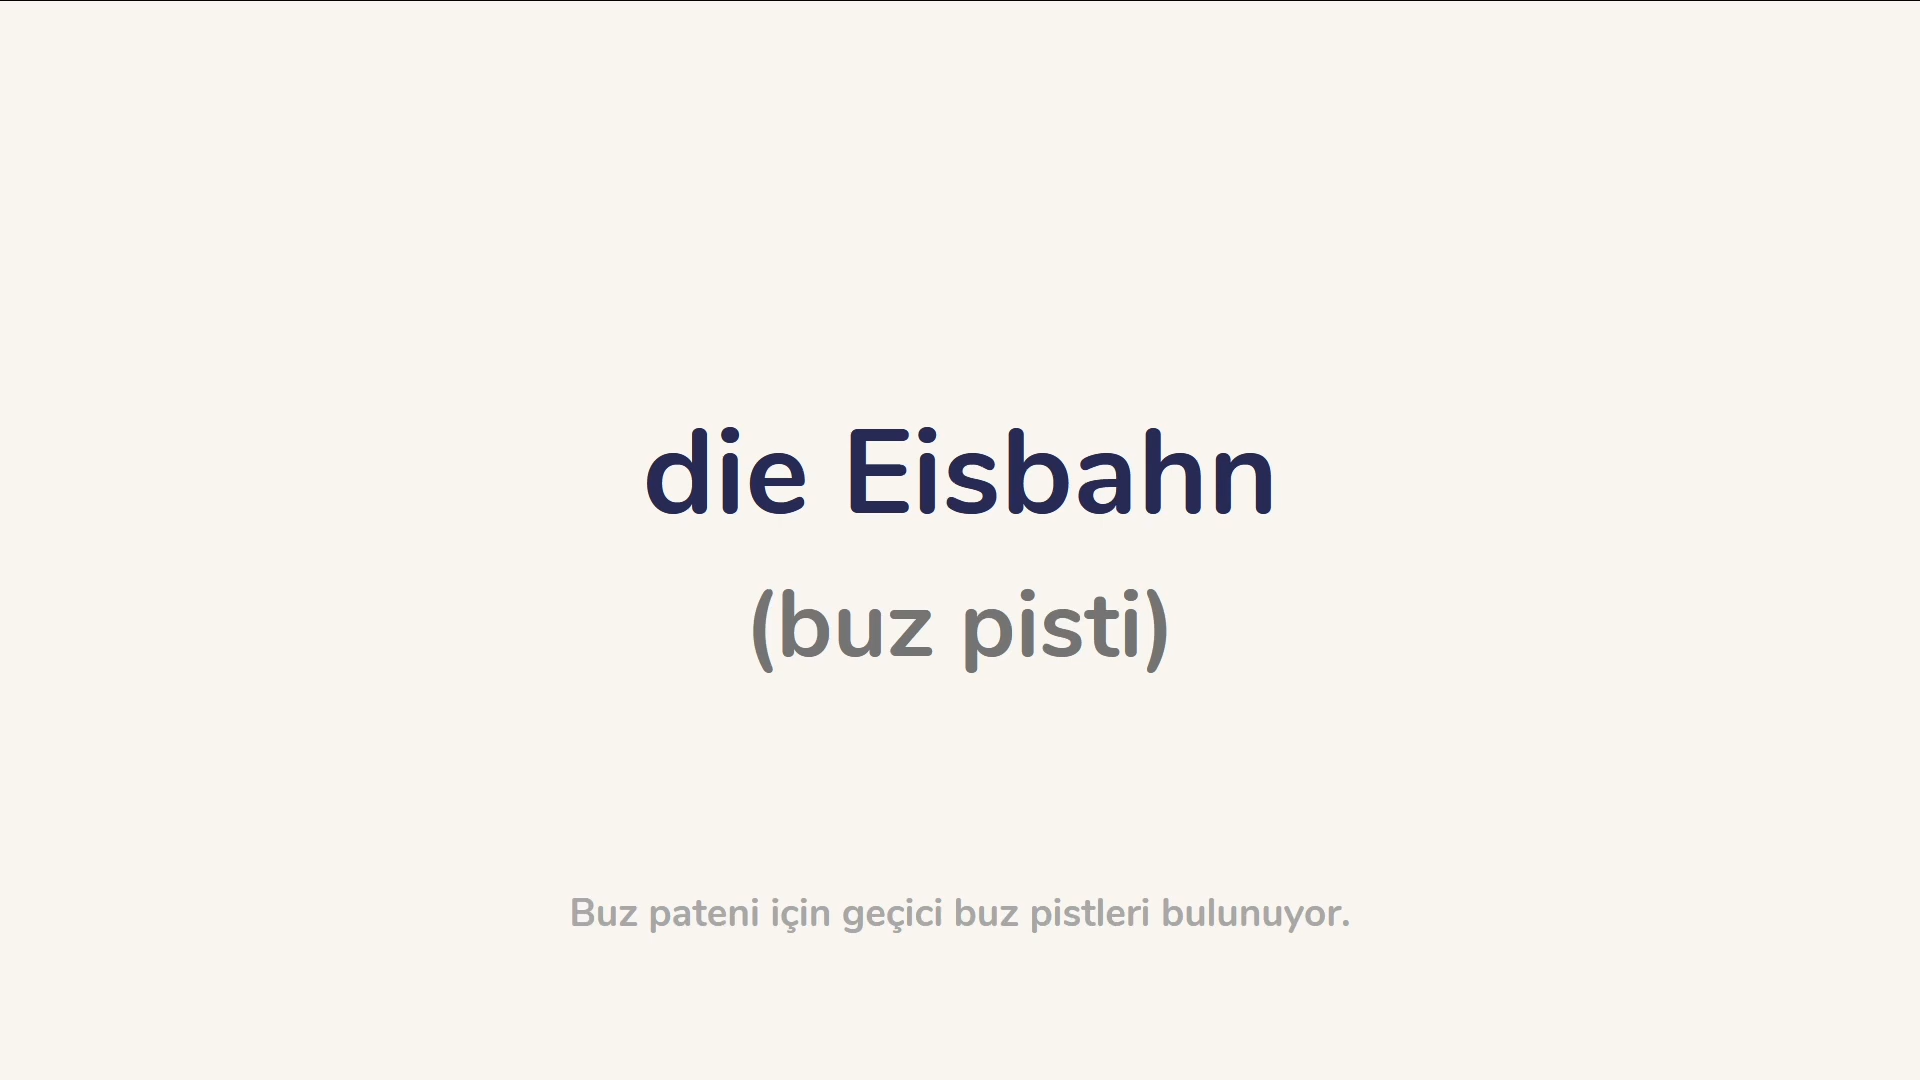 die Eisbahn
(buz pisti)
Buz pateni için geçici buz pistleri bulunuyor.